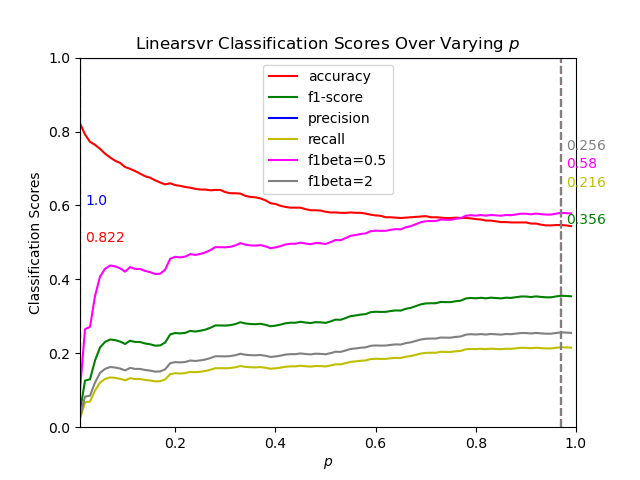 Linearsvr Classification Scores Over Varying p
Classification Scores
1.0
0.8
0.6
0.4
0.2
0.0
accuracy
f1-score
precision
recall
f1beta=0.5
f1beta=2
0.256
0.58
0.216
0.356
1.0
0.822
0.2
0.4
0.6
0.8
1.0
p